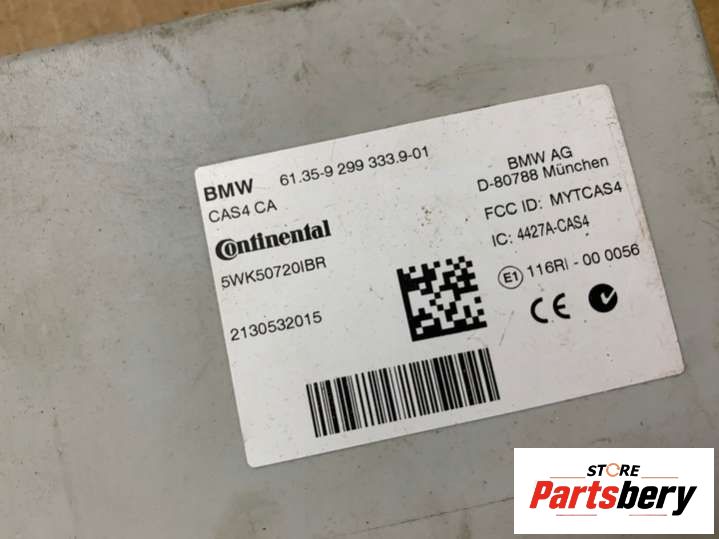 BMW 61.35-9 299 333.9-01
CAS4 CA
Continental
5WK50720IBR
2130532015
BMW AG
D-80788 München
FCC ID: MYTCAS4
IC: 4427A-CAS4
E1 116RI - 00 0056
CE
STORE
Partsbery